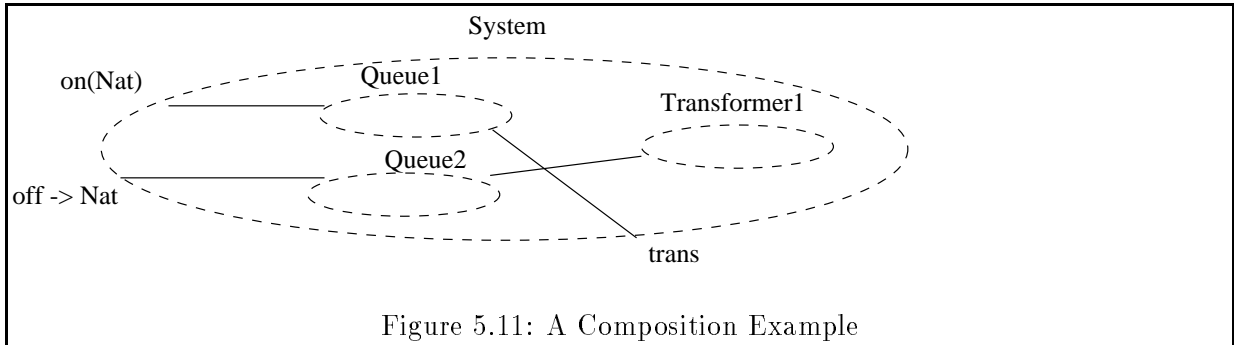 System
on(Nat)
Queue1
Transformer1
Queue2
off -> Nat
trans
Figure 5.11: A Composition Example